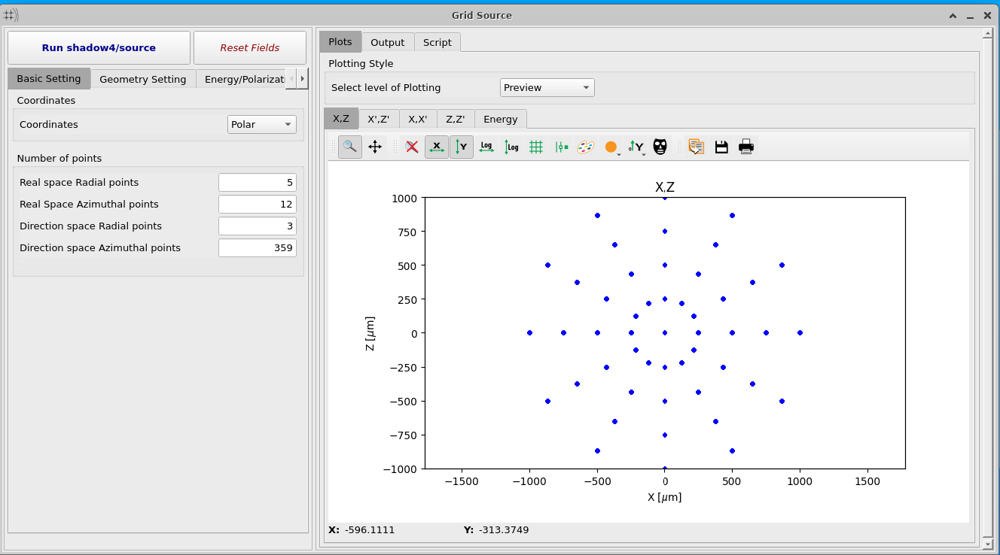 Grid Source
Run shadow4/source
Reset Fields
Basic Setting
Geometry Setting
Energy/Polarizat
Coordinates
Coordinates
Polar
Number of points
Real space Radial points
5
Real Space Azimuthal points
12
Direction space Radial points
3
Direction space Azimuthal points
359
Plots
Output
Script
Plotting Style
Select level of Plotting
Preview
X,Z
X',Z'
X,X'
Z,Z'
Energy
X
Y
Log
Log
Y
X,Z
1000
750
500
250
0
−250
−500
−750
−1000
Z [μm]
−1500
−1000
−500
0
500
1000
1500
X [μm]
X: -596.1111
Y: -313.3749